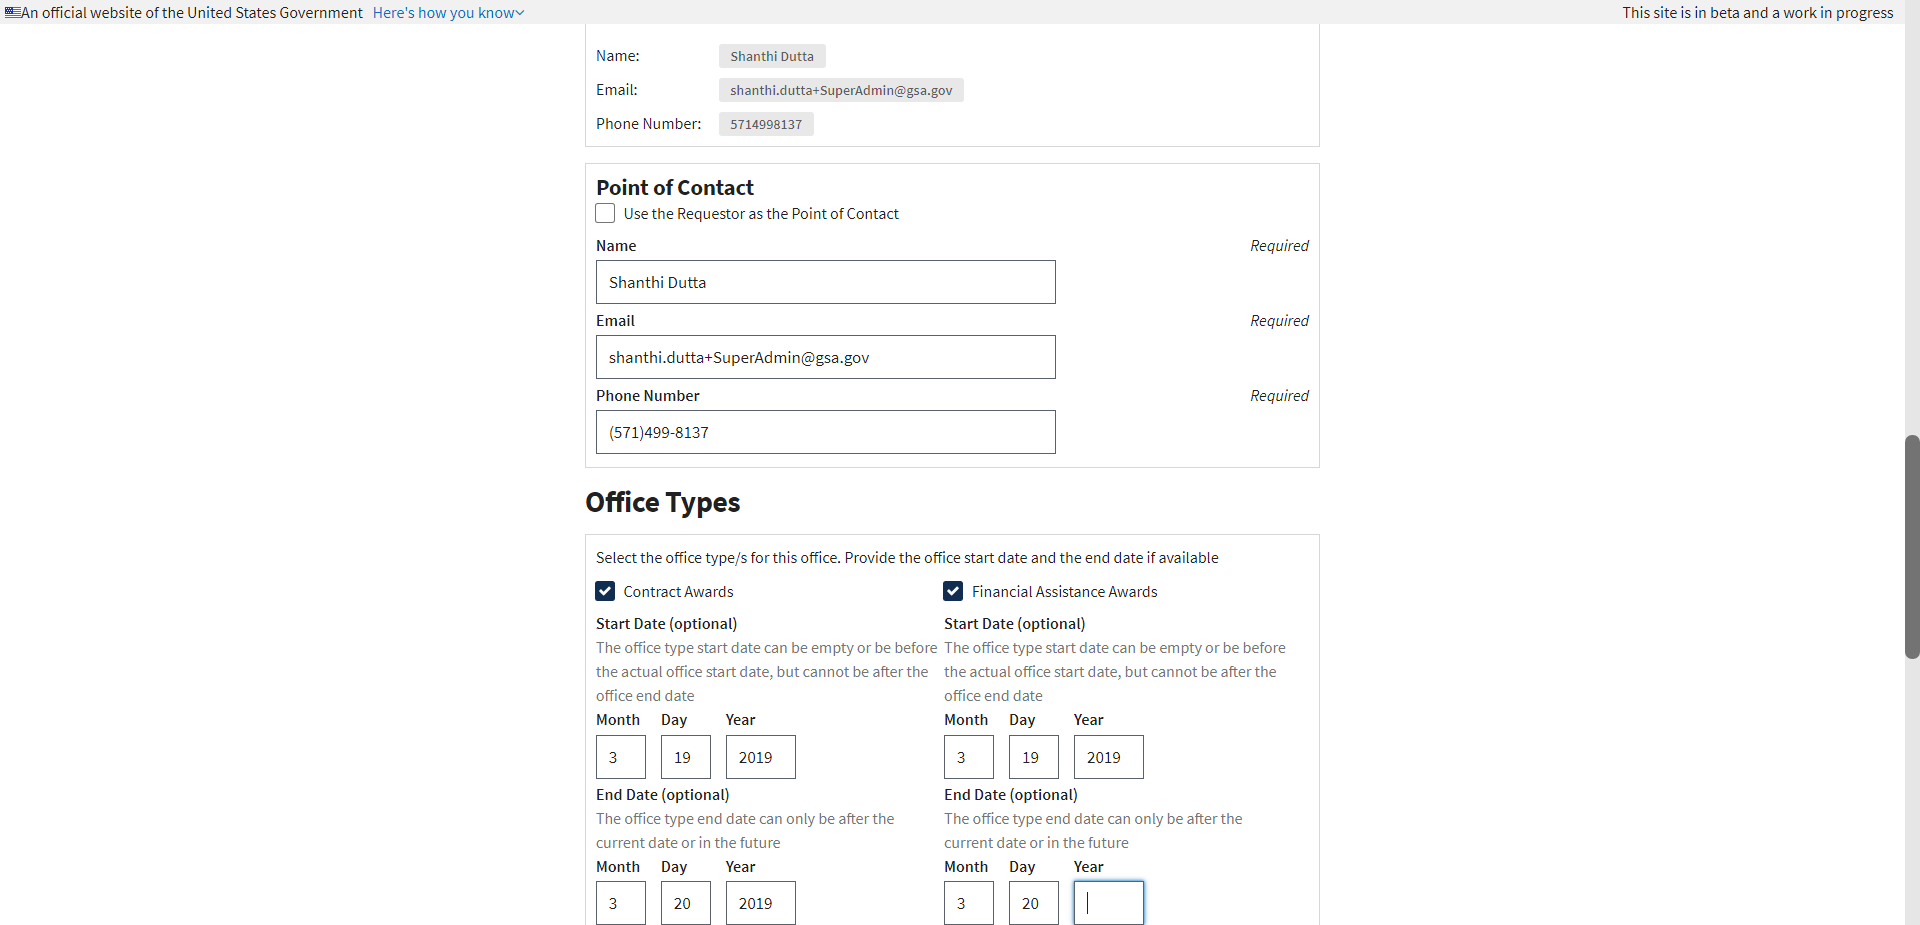 An official website of the United States Government Here's how you know
This site is in beta and a work in progress
Name: Shanthi Dutta
Email: shanthi.dutta+SuperAdmin@gsa.gov
Phone Number: 5714998137
Point of Contact
Use the Requestor as the Point of Contact
Name Required
Shanthi Dutta
Email Required
shanthi.dutta+SuperAdmin@gsa.gov
Phone Number Required
(571)499-8137
Office Types
Select the office type/s for this office. Provide the office start date and the end date if available
Contract Awards
Start Date (optional)
The office type start date can be empty or be before
the actual office start date, but cannot be after the
office end date
Month Day Year
3 19 2019
End Date (optional)
The office type end date can only be after the
current date or in the future
Month Day Year
3 20 2019
Financial Assistance Awards
Start Date (optional)
The office type start date can be empty or be before
the actual office start date, but cannot be after the
office end date
Month Day Year
3 19 2019
End Date (optional)
The office type end date can only be after the
current date or in the future
Month Day Year
3 20